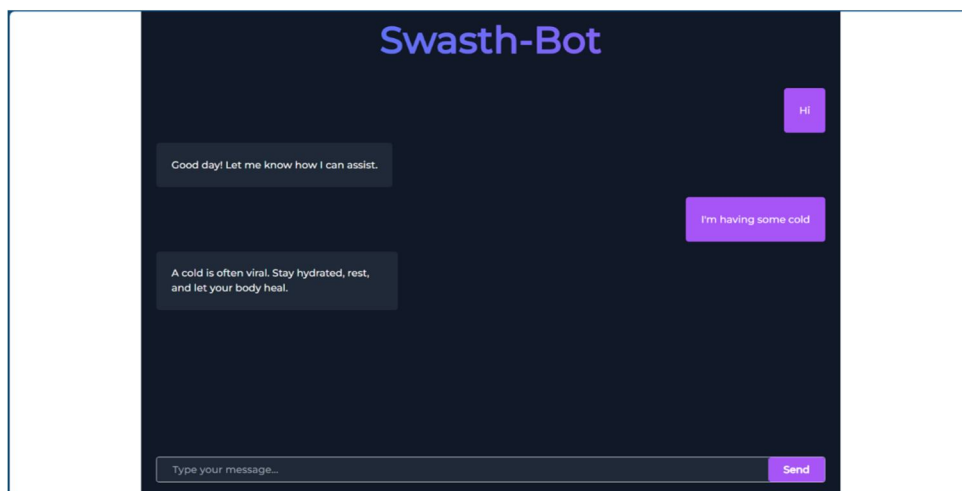 Swasth-Bot
Hi
Good day! Let me know how I can assist.
I'm having some cold
A cold is often viral. Stay hydrated, rest,
and let your body heal.
Type your message...
Send